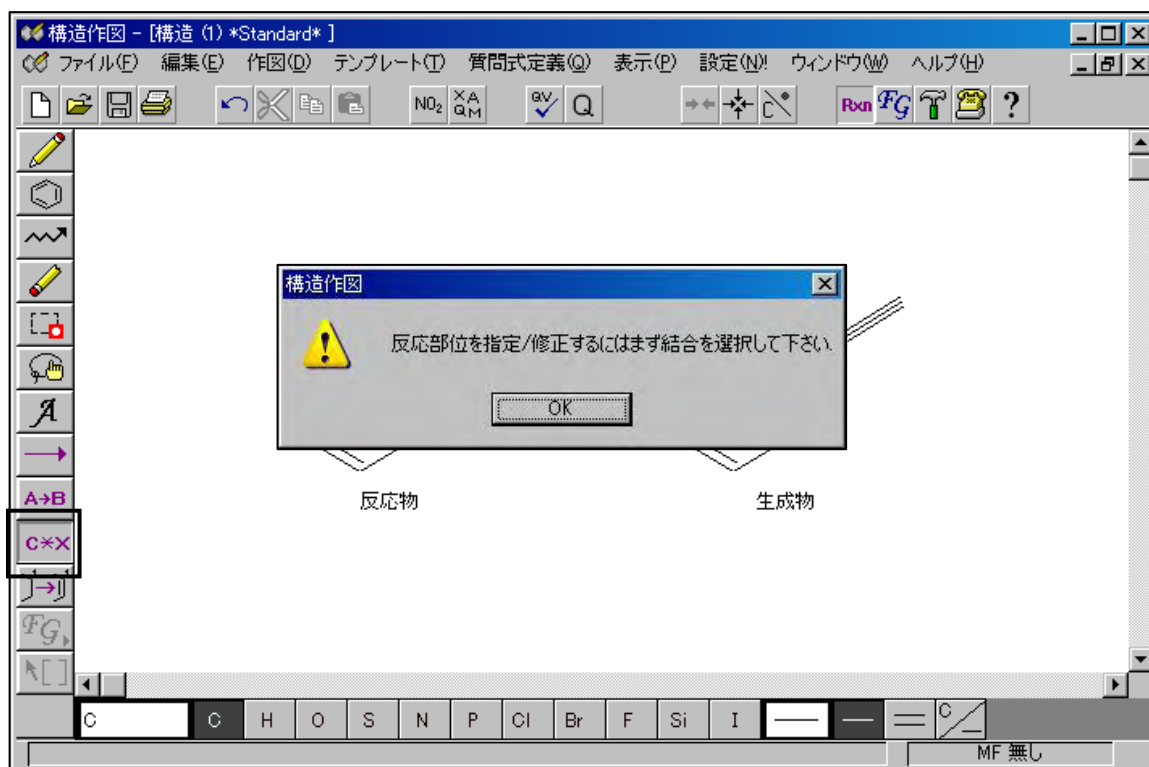 構造作図 - [構造 (1) *Standard* ]
ファイル(F) 編集(E) 作図(D) テンプレート(T) 質問式定義(Q) 表示(P) 設定(N)! ウィンドウ(W) ヘルプ(H)
NO₂ XA QM QV Q Rxn FG ?
構造作図
反応部位を指定/修正するにはまず結合を選択して下さい.
OK
A
反応物 生成物
A→B
C*X
FG
C C H O S N P Cl Br F Si I C
MF 無し